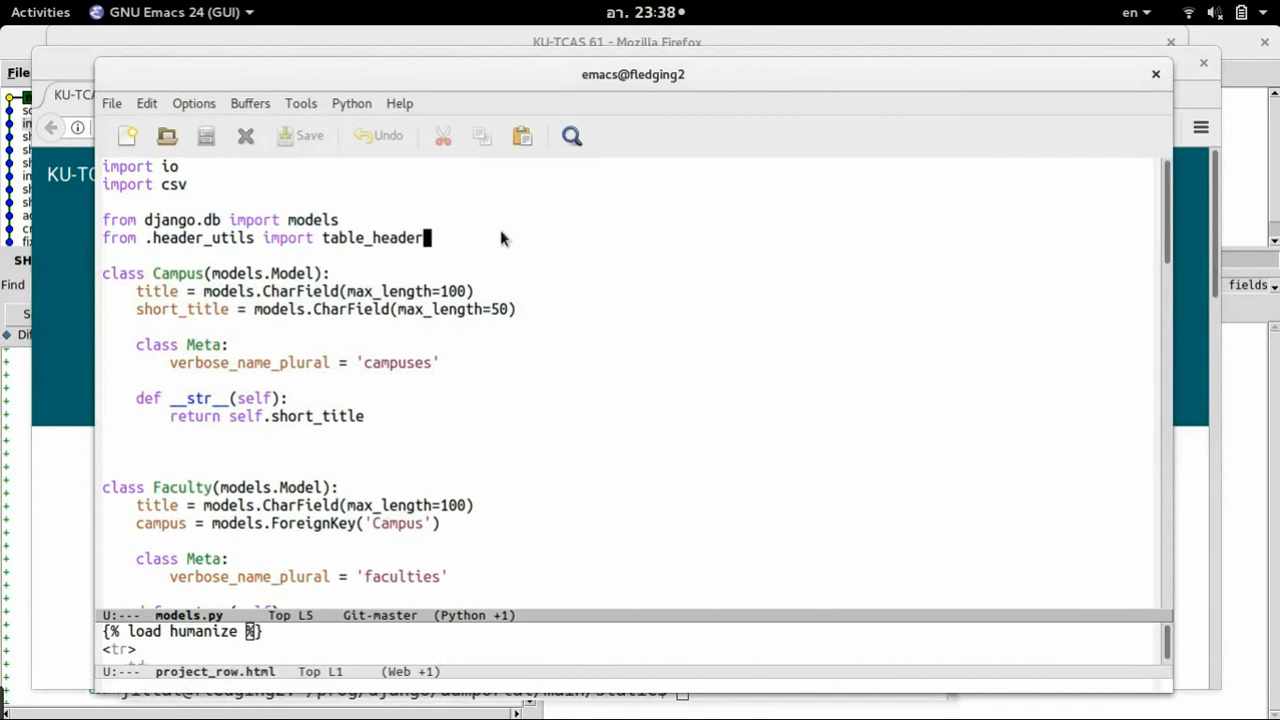 Activities
GNU Emacs 24 (GUI)
อา. 23:38
en
KU-TCAS 61 - Mozilla Firefox
File
KU-TCA
emacs@fledging2
File Edit Options Buffers Tools Python Help
Save
Undo
KU-TC
import io
import csv
from django.db import models
from .header_utils import table_header
class Campus(models.Model):
title = models.CharField(max_length=100)
short_title = models.CharField(max_length=50)
class Meta:
verbose_name_plural = 'campuses'
def __str__(self):
return self.short_title
class Faculty(models.Model):
title = models.CharField(max_length=100)
campus = models.ForeignKey('Campus')
class Meta:
verbose_name_plural = 'faculties'
SH
Find
fields
U:--- models.py Top L5 Git-master (Python +1)
{% load humanize %}
<tr>
U:--- project_row.html Top L1 (Web +1)